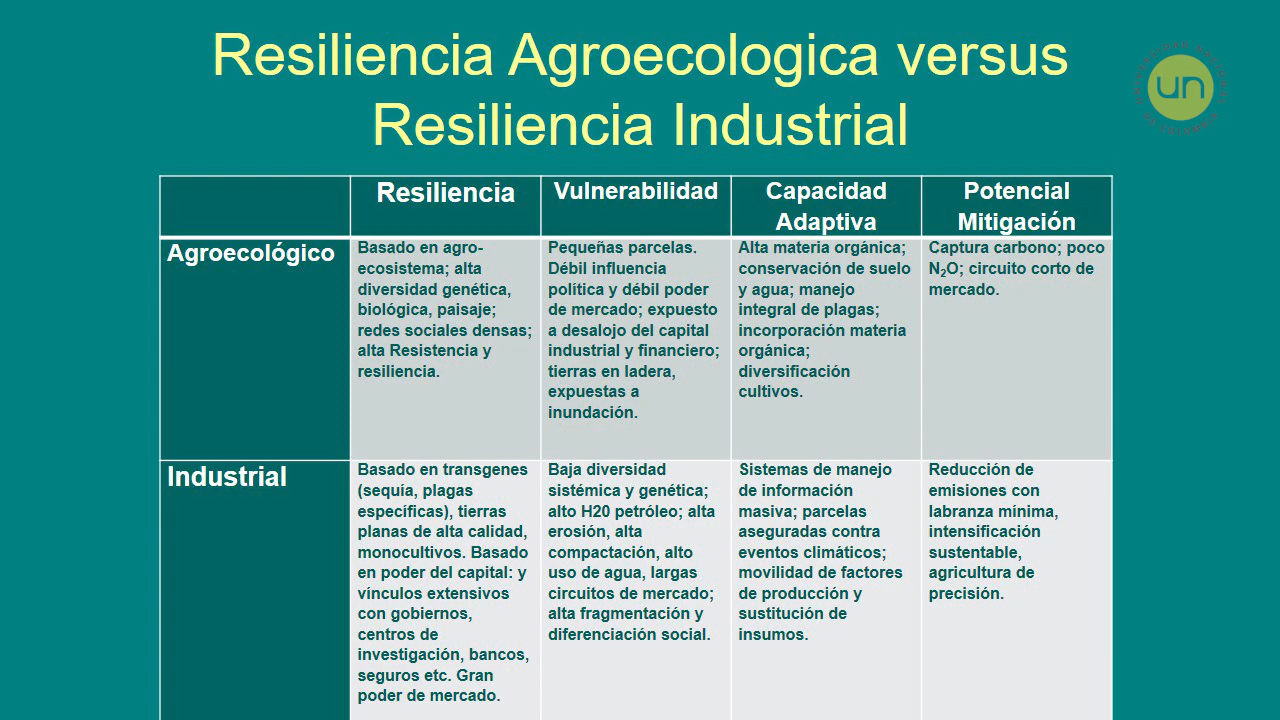 Resiliencia Agroecologica versus
Resiliencia Industrial
un
Resiliencia
Vulnerabilidad
Capacidad
Adaptiva
Potencial
Mitigación
Agroecológico
Basado en agro-
ecosistema; alta
diversidad genética,
biológica, paisaje;
redes sociales densas;
alta Resistencia y
resiliencia.
Pequeñas parcelas.
Débil influencia
política y débil poder
de mercado; expuesto
a desalojo del capital
industrial y financiero;
tierras en ladera,
expuestas a
inundación.
Alta materia orgánica;
conservación de suelo
y agua; manejo
integral de plagas;
incorporación materia
orgánica;
diversificación
cultivos.
Captura carbono; poco
N₂O; circuito corto de
mercado.
Industrial
Basado en transgenes
(sequía, plagas
específicas), tierras
planas de alta calidad,
monocultivos. Basado
en poder del capital: y
vínculos extensivos
con gobiernos,
centros de
investigación, bancos,
seguros etc. Gran
poder de mercado.
Baja diversidad
sistémica y genética;
alto H20 petróleo; alta
erosión, alta
compactación, alto
uso de agua, largas
circuitos de mercado;
alta fragmentación y
diferenciación social.
Sistemas de manejo
de información
masiva; parcelas
aseguradas contra
eventos climáticos;
movilidad de factores
de producción y
sustitución de
insumos.
Reducción de
emisiones con
labranza mínima,
intensificación
sustentable,
agricultura de
precisión.